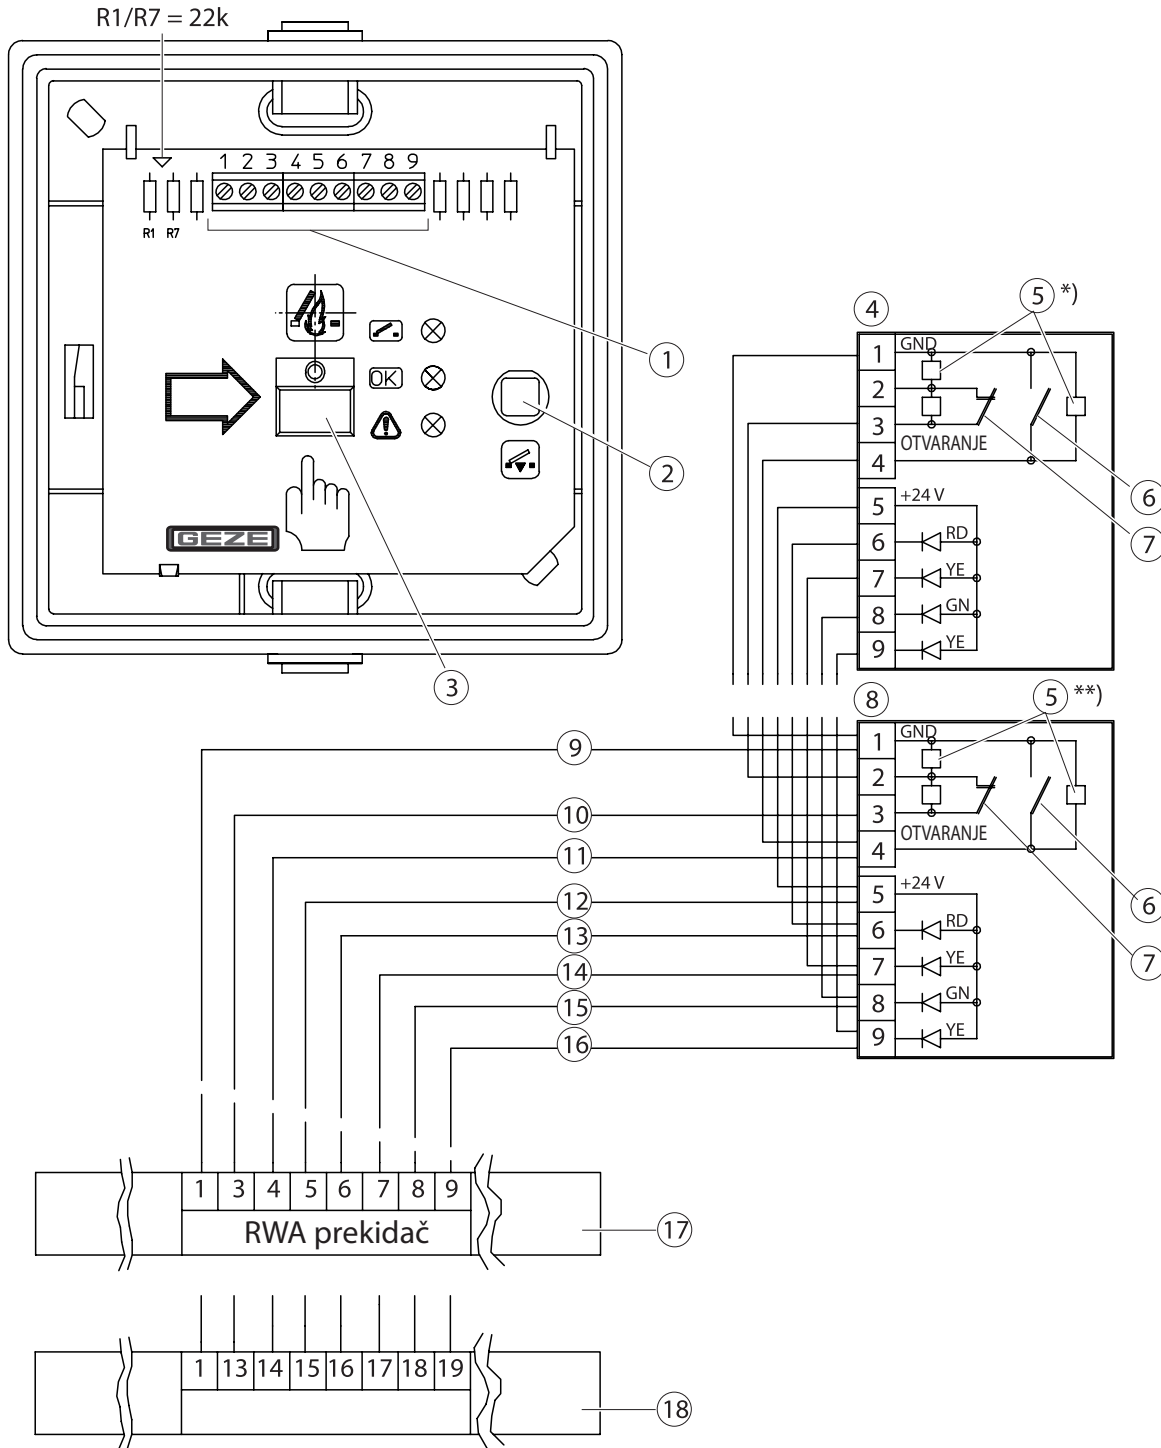 R1/R7 = 22k
1 2 3 4 5 6 7 8 9
R1 R7
OK
GEZE
1
2
3
4
5 *)
1 GND
2
3
OTVARANJE
4
5 +24 V
6 RD
7 YE
8 GN
9 YE
6
7
8
5 **)
1 GND
2
3
OTVARANJE
4
5 +24 V
6 RD
7 YE
8 GN
9 YE
6
7
9
10
11
12
13
14
15
16
1 3 4 5 6 7 8 9
RWA prekidač
17
1 13 14 15 16 17 18 19
18